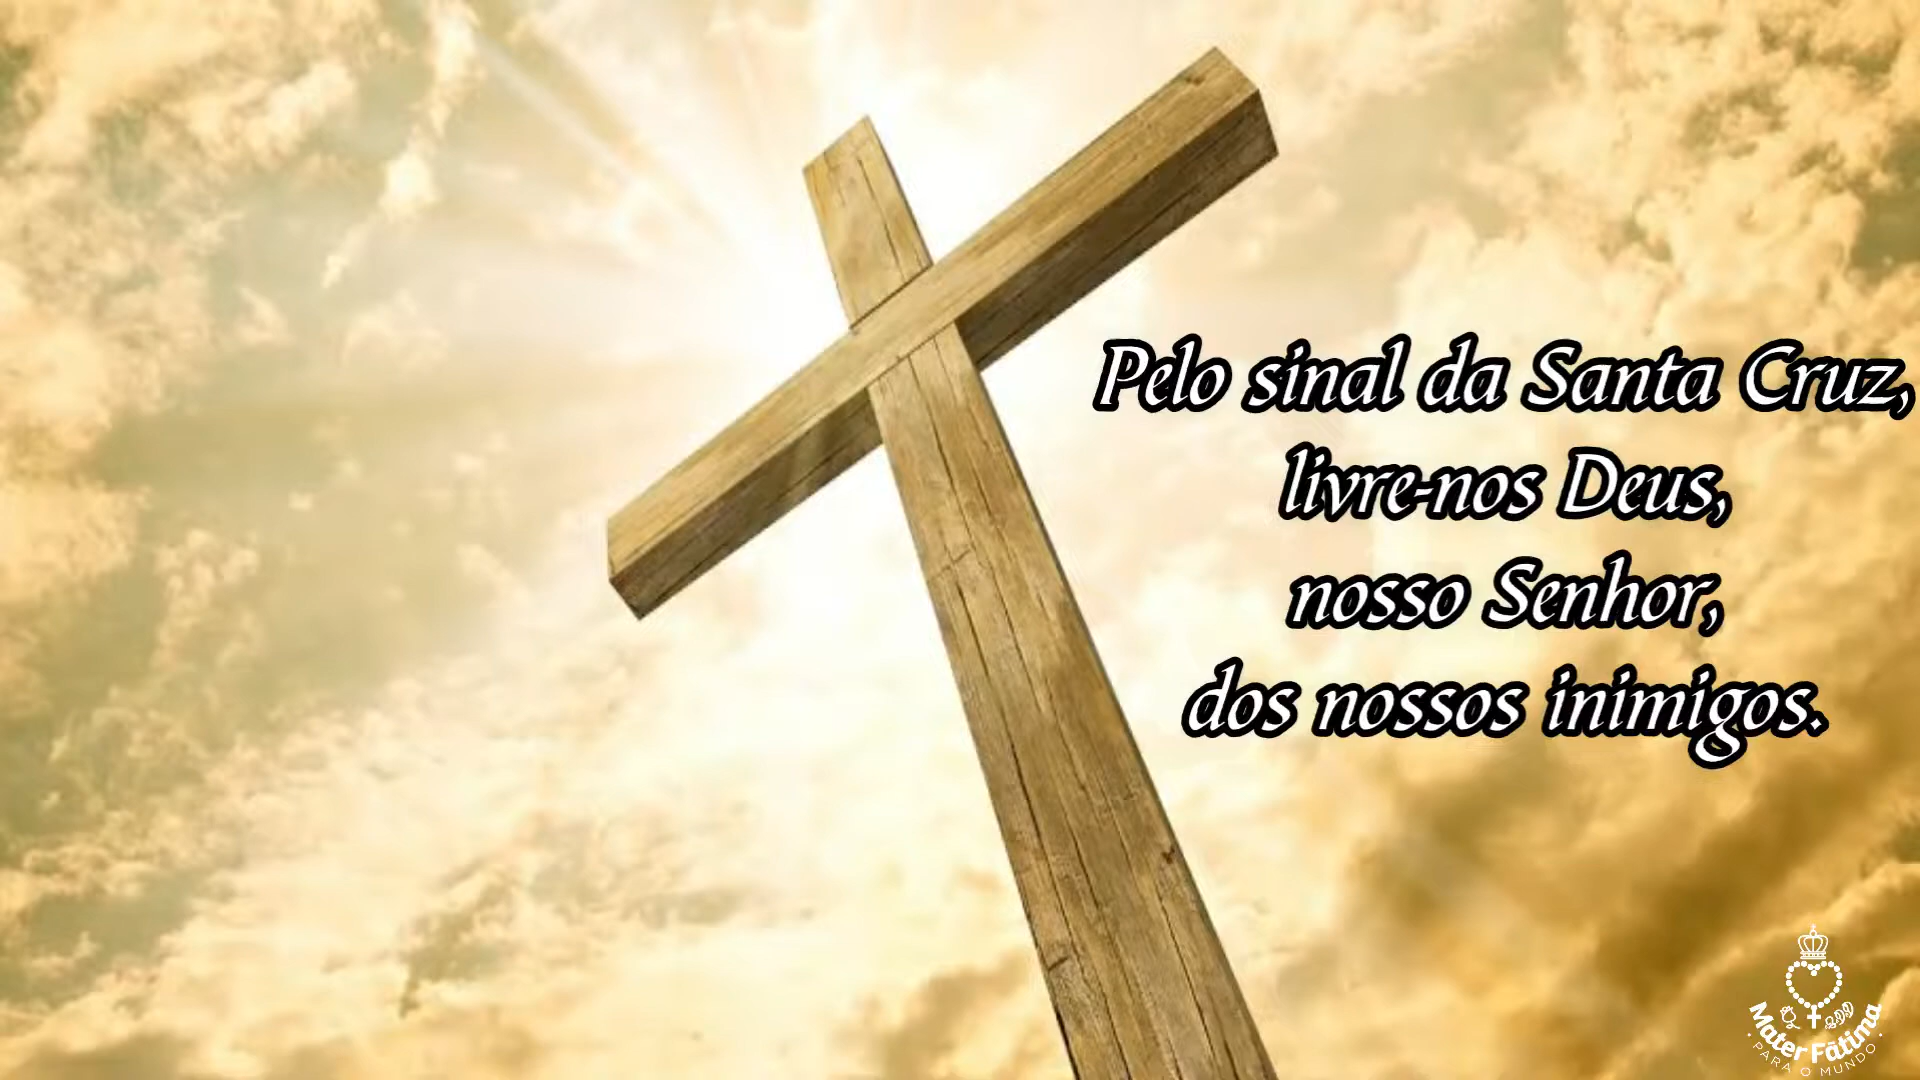 Pelo sinal da Santa Cruz,
livre-nos Deus,
nosso Senhor,
dos nossos inimigos.
Mater Fátima
· PARA O MUNDO ·